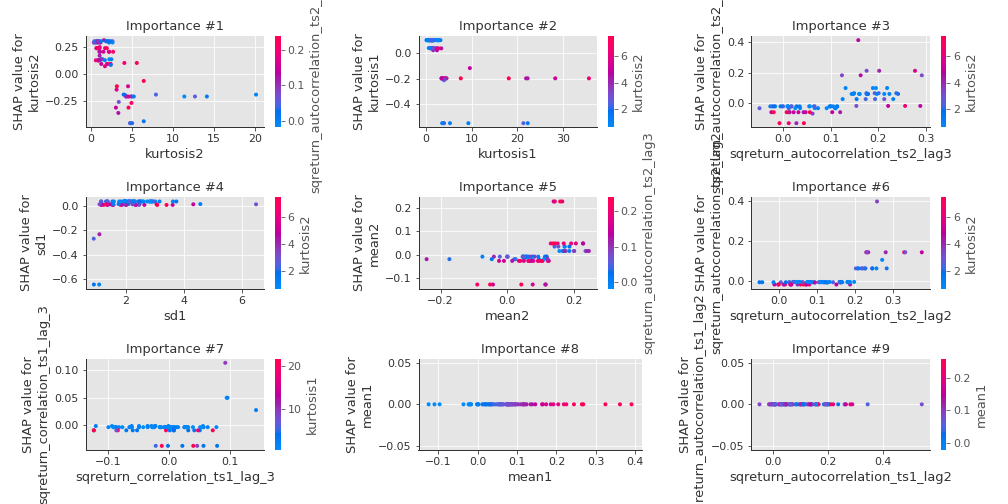 Importance #1
SHAP value for
kurtosis2
0.25
0.00
−0.25
0 5 10 15 20
kurtosis2
0.2
0.1
0.0
Importance #2
SHAP value for
kurtosis1
0.0
−0.2
−0.4
0 10 20 30
kurtosis1
6
4
2
kurtosis2
Importance #3
SHAP value for
0.4
0.2
0.0
0.0 0.1 0.2 0.3
sqreturn_autocorrelation_ts2_lag3
6
4
2
kurtosis2
Importance #4
SHAP value for
sd1
0.0
−0.2
−0.4
−0.6
2 4 6
sd1
6
4
2
kurtosis2
Importance #5
SHAP value for
mean2
0.2
0.1
0.0
−0.1
−0.2 0.0 0.2
mean2
0.2
0.1
0.0
sqreturn_autocorrelation_ts2_lag3
Importance #6
SHAP value for
0.4
0.2
0.0
0.0 0.1 0.2 0.3
sqreturn_autocorrelation_ts2_lag2
6
4
2
kurtosis2
Importance #7
SHAP value for
sqreturn_correlation_ts1_lag_3
0.10
0.05
0.00
−0.1 0.0 0.1
sqreturn_correlation_ts1_lag_3
20
10
kurtosis1
Importance #8
SHAP value for
mean1
0.05
0.00
−0.05
−0.1 0.0 0.1 0.2 0.3 0.4
mean1
Importance #9
SHAP value for
sqreturn_autocorrelation_ts1_lag2
0.05
0.00
−0.05
0.0 0.2 0.4
sqreturn_autocorrelation_ts1_lag2
0.2
0.1
0.0
mean1